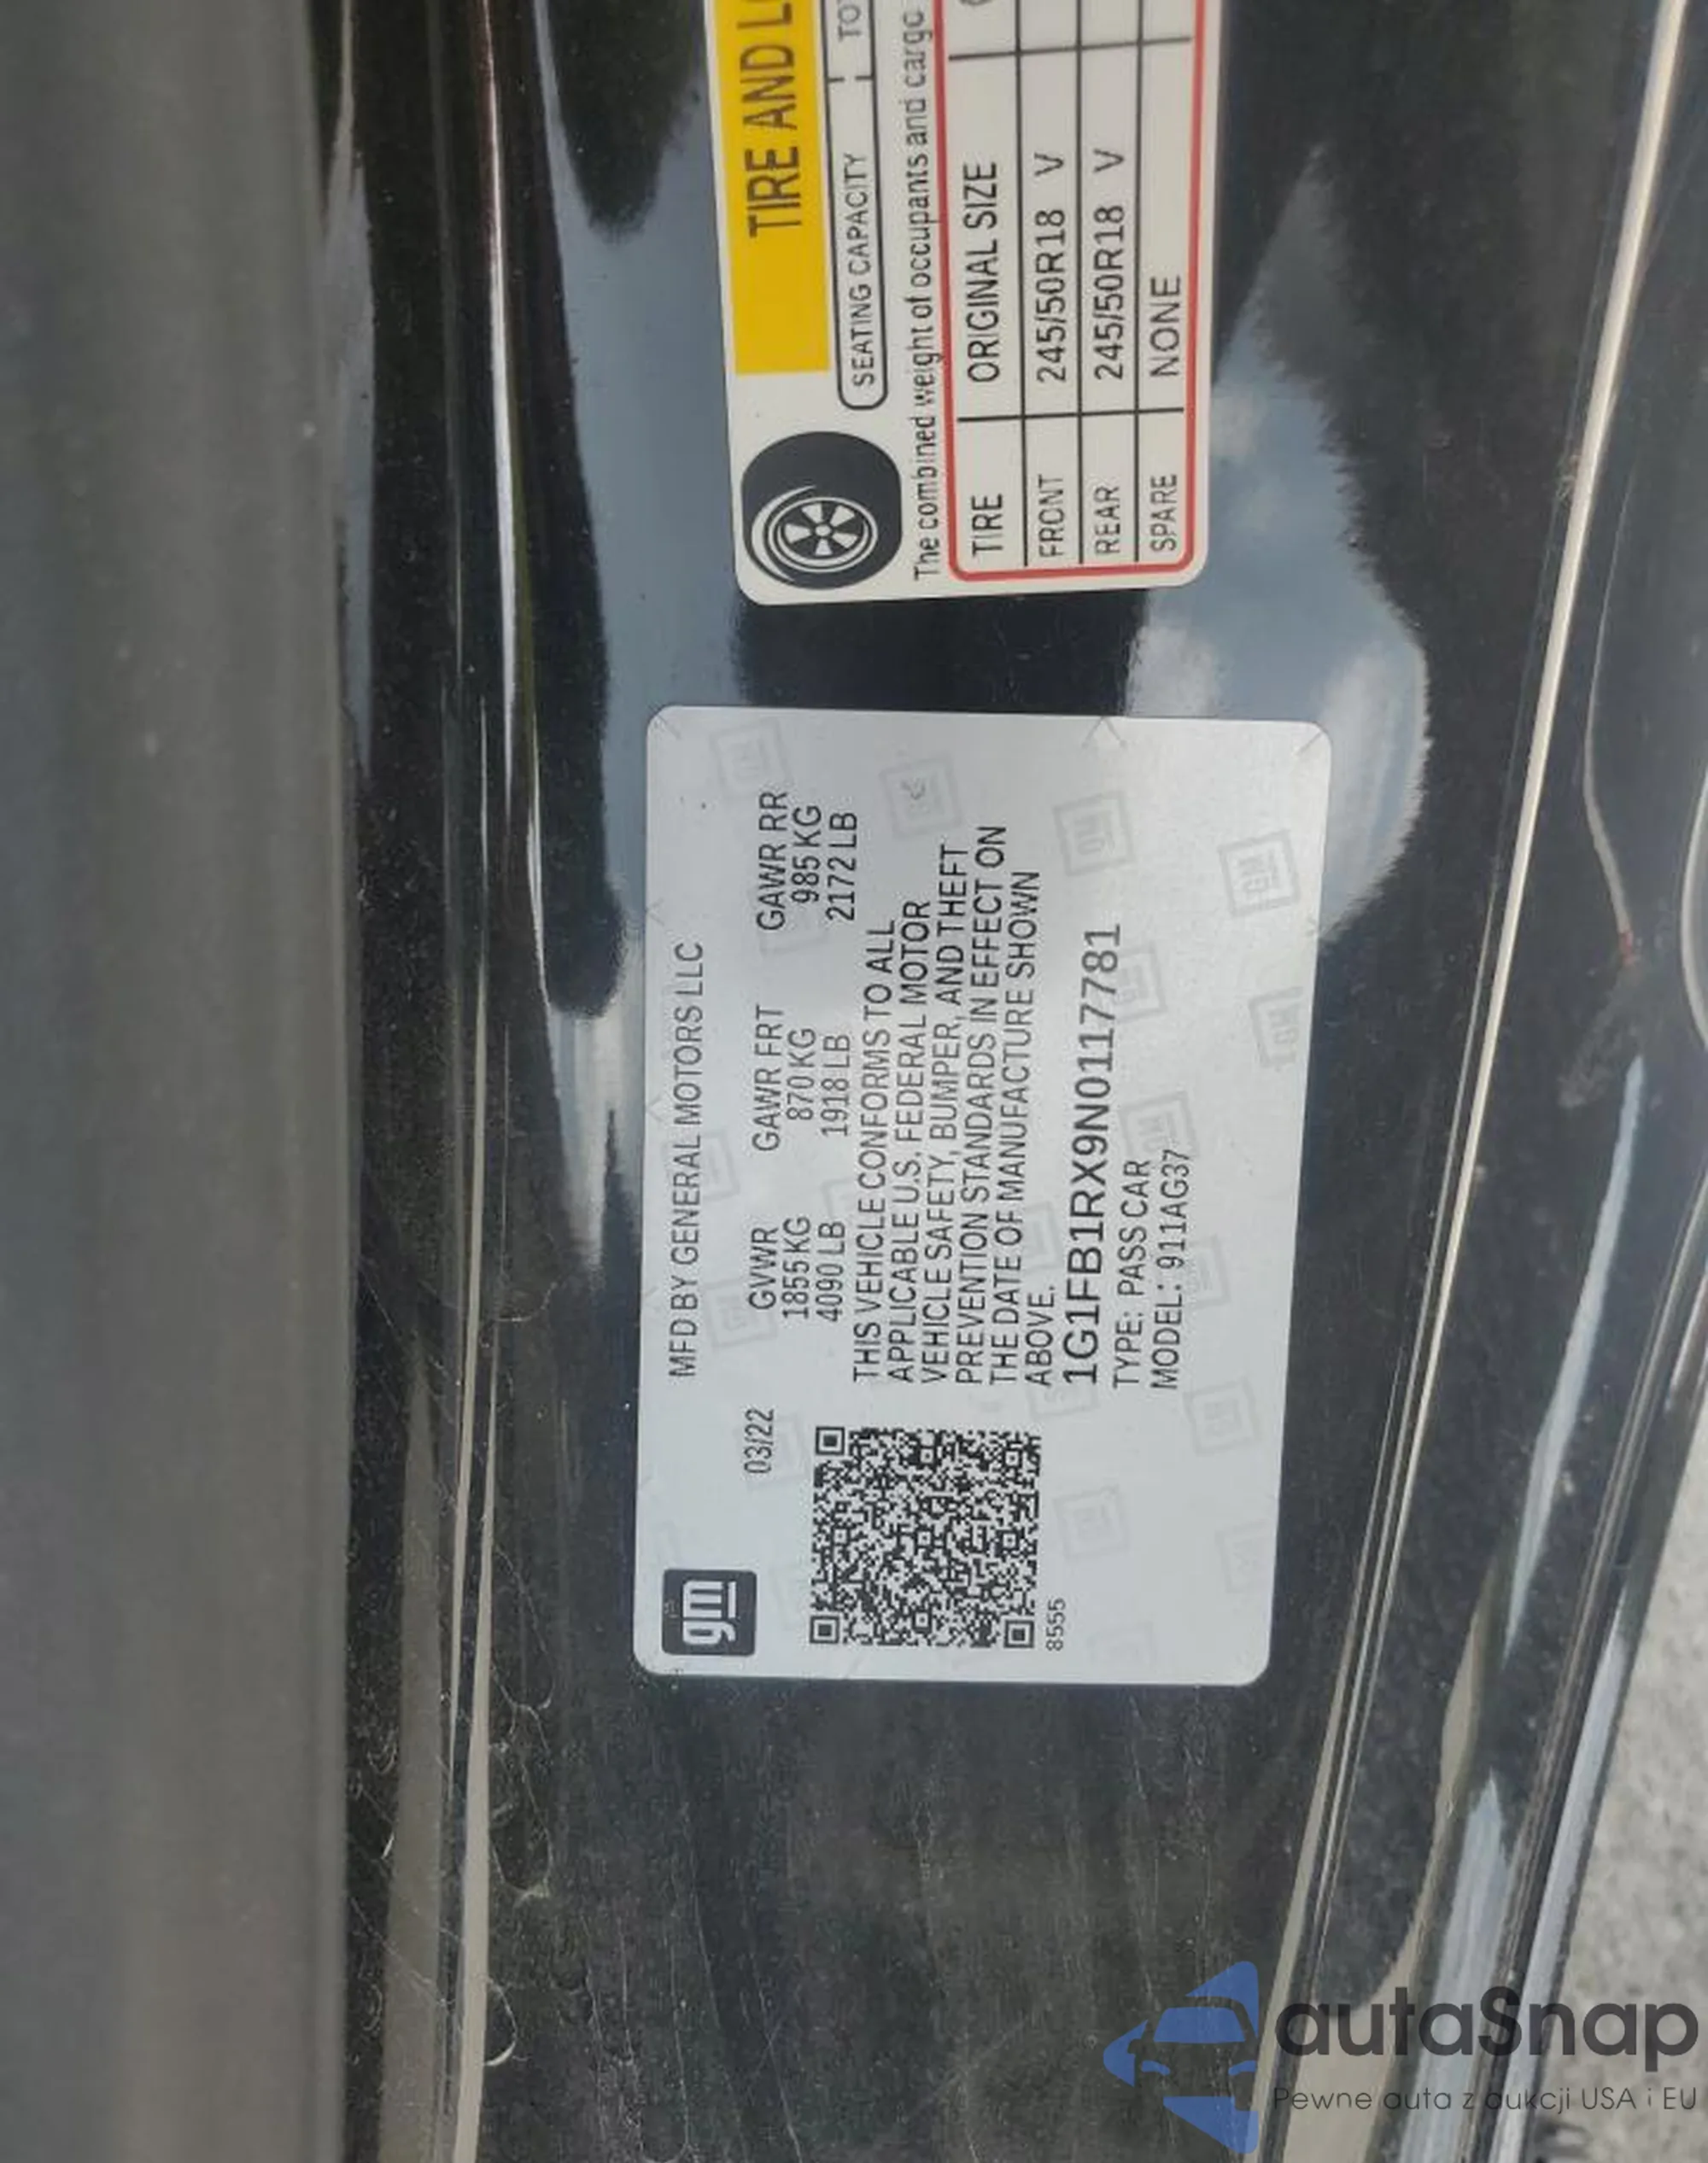 gm
03/22
MFD BY GENERAL MOTORS LLC
GVWR GAWR FRT GAWR RR
1855 KG 870 KG 985 KG
4090 LB 1918 LB 2172 LB
THIS VEHICLE CONFORMS TO ALL
APPLICABLE U.S. FEDERAL MOTOR
VEHICLE SAFETY, BUMPER, AND THEFT
PREVENTION STANDARDS IN EFFECT ON
THE DATE OF MANUFACTURE SHOWN
ABOVE.
1G1FB1RX9N0117781
TYPE: PASS CAR
MODEL: 911AG37
8555
TIRE AND
SEATING CAPACITY
The combined weight of occupants and cargo
TIRE ORIGINAL SIZE
FRONT 245/50R18 V
REAR 245/50R18 V
SPARE NONE
autaSnap
Pewne auta z aukcji USA i EU